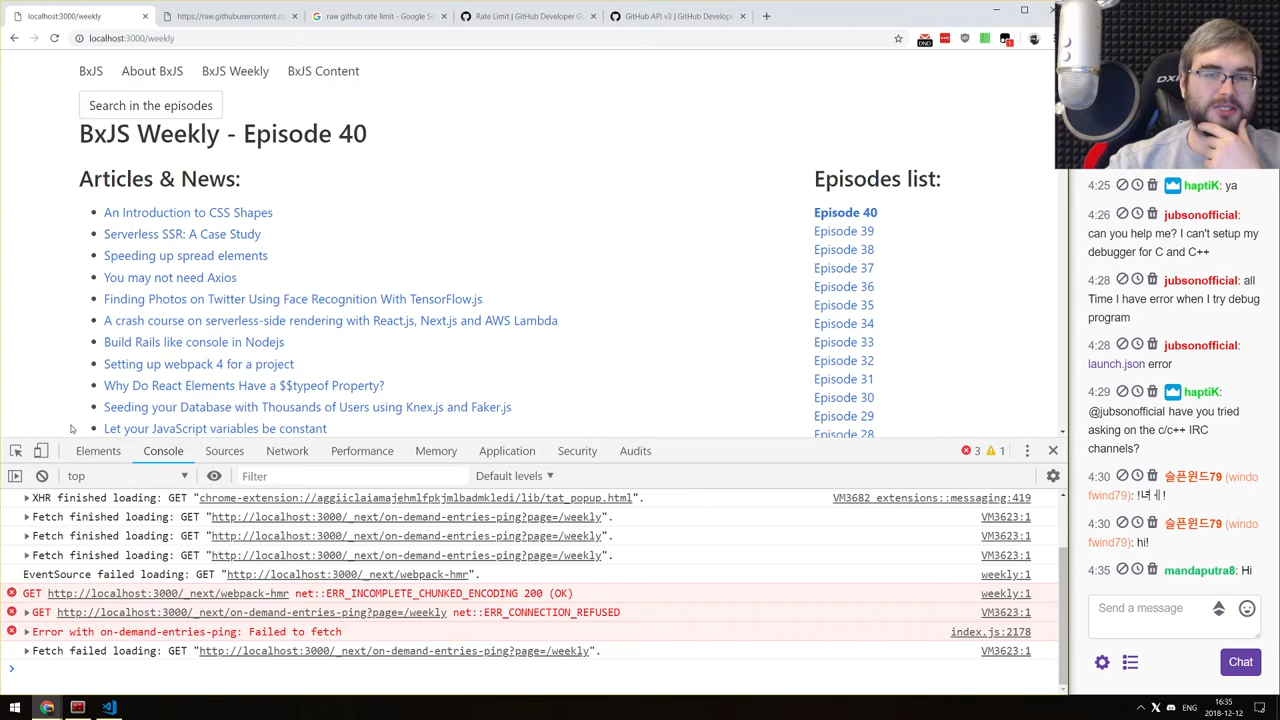 localhost:3000/weekly
https://raw.githubusercontent.co
raw github rate limit - Google Se
Rate Limit | GitHub Developer Gu
GitHub API v3 | GitHub Develope
localhost:3000/weekly
BxJS About BxJS BxJS Weekly BxJS Content
Search in the episodes
BxJS Weekly - Episode 40
Articles & News:
An Introduction to CSS Shapes
Serverless SSR: A Case Study
Speeding up spread elements
You may not need Axios
Finding Photos on Twitter Using Face Recognition With TensorFlow.js
A crash course on serverless-side rendering with React.js, Next.js and AWS Lambda
Build Rails like console in Nodejs
Setting up webpack 4 for a project
Why Do React Elements Have a $$typeof Property?
Seeding your Database with Thousands of Users using Knex.js and Faker.js
Let your JavaScript variables be constant
Episodes list:
Episode 40
Episode 39
Episode 38
Episode 37
Episode 36
Episode 35
Episode 34
Episode 33
Episode 32
Episode 31
Episode 30
Episode 29
Episode 28
Elements Console Sources Network Performance Memory Application Security Audits 3 1
top Filter Default levels
XHR finished loading: GET "chrome-extension://aggiiclaiamajehmlfpkjmlbadmkledi/lib/tat_popup.html". VM3682 extensions::messaging:419
Fetch finished loading: GET "http://localhost:3000/_next/on-demand-entries-ping?page=/weekly". VM3623:1
Fetch finished loading: GET "http://localhost:3000/_next/on-demand-entries-ping?page=/weekly". VM3623:1
Fetch finished loading: GET "http://localhost:3000/_next/on-demand-entries-ping?page=/weekly". VM3623:1
EventSource failed loading: GET "http://localhost:3000/_next/webpack-hmr". weekly:1
GET http://localhost:3000/_next/webpack-hmr net::ERR_INCOMPLETE_CHUNKED_ENCODING 200 (OK) weekly:1
GET http://localhost:3000/_next/on-demand-entries-ping?page=/weekly net::ERR_CONNECTION_REFUSED VM3623:1
Error with on-demand-entries-ping: Failed to fetch index.js:2178
Fetch failed loading: GET "http://localhost:3000/_next/on-demand-entries-ping?page=/weekly". VM3623:1
4:25 haptiK: ya
4:26 jubsonofficial:
can you help me? I can't setup my
debugger for C and C++
4:28 jubsonofficial: all
Time I have error when I try debug
program
4:28 jubsonofficial:
launch.json error
4:29 haptiK:
@jubsonofficial have you tried
asking on the c/c++ IRC
channels?
4:30 슬픈윈드79 (windo
wfwind79): !녀ㅔ!
4:30 슬픈윈드79 (windo
fwind79): hi!
4:35 mandaputra8: Hi
Send a message
Chat
ENG
16:35
2018-12-12